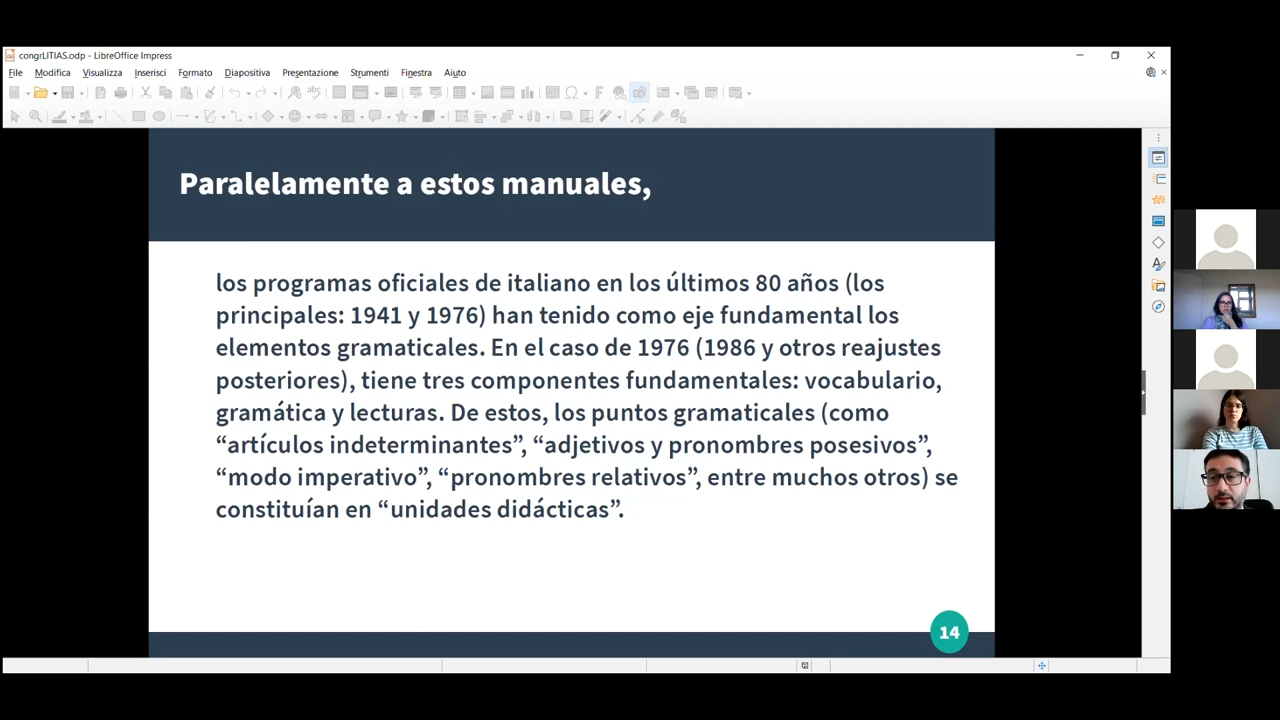 congrLITIAS.odp - LibreOffice Impress
File Modifica Visualizza Inserisci Formato Diapositiva Presentazione Strumenti Finestra Aiuto
Paralelamente a estos manuales,
los programas oficiales de italiano en los últimos 80 años (los
principales: 1941 y 1976) han tenido como eje fundamental los
elementos gramaticales. En el caso de 1976 (1986 y otros reajustes
posteriores), tiene tres componentes fundamentales: vocabulario,
gramática y lecturas. De estos, los puntos gramaticales (como
“artículos indeterminantes”, “adjetivos y pronombres posesivos”,
“modo imperativo”, “pronombres relativos”, entre muchos otros) se
constituían en “unidades didácticas”.
14